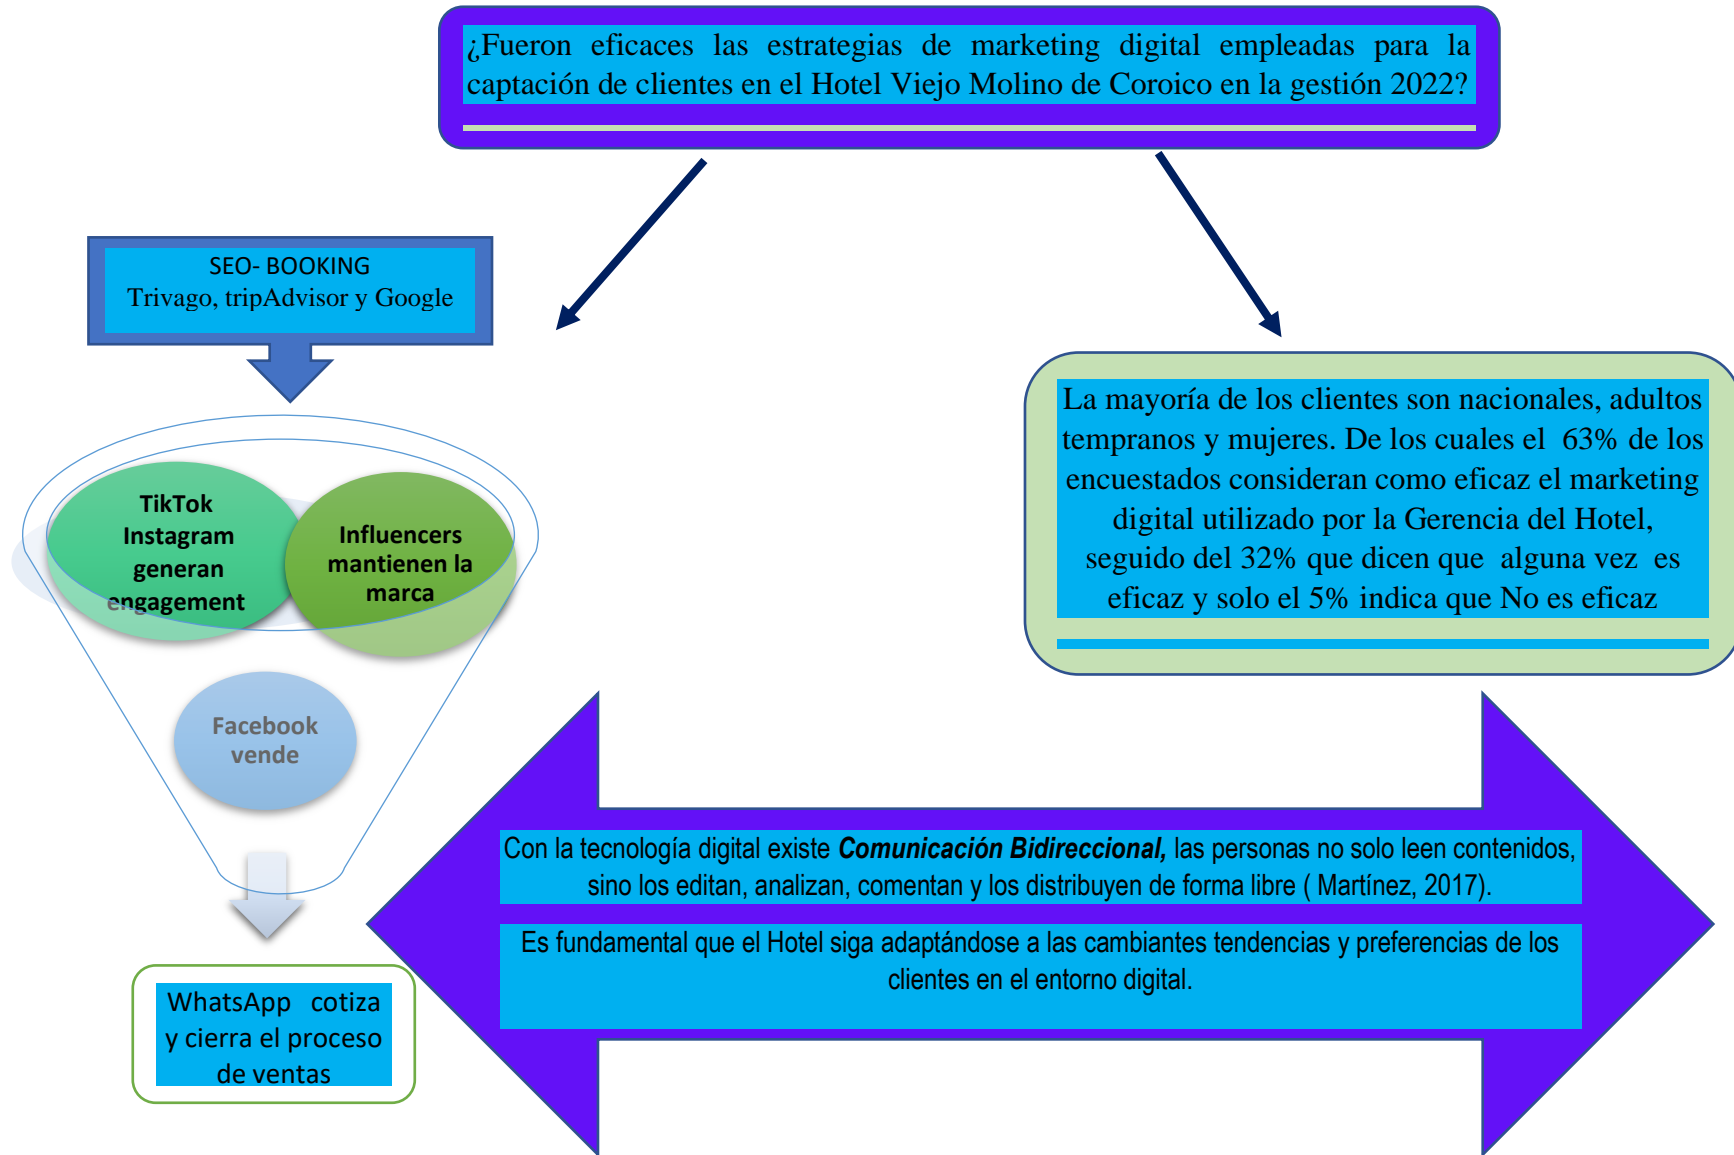 ¿Fueron eficaces las estrategias de marketing digital empleadas para la
captación de clientes en el Hotel Viejo Molino de Coroico en la gestión 2022?
SEO- BOOKING
Trivago, tripAdvisor y Google
TikTok
Instagram
generan
engagement
Influencers
mantienen la
marca
Facebook
vende
WhatsApp cotiza
y cierra el proceso
de ventas
La mayoría de los clientes son nacionales, adultos
tempranos y mujeres. De los cuales el 63% de los
encuestados consideran como eficaz el marketing
digital utilizado por la Gerencia del Hotel,
seguido del 32% que dicen que alguna vez es
eficaz y solo el 5% indica que No es eficaz
Con la tecnología digital existe Comunicación Bidireccional, las personas no solo leen contenidos,
sino los editan, analizan, comentan y los distribuyen de forma libre ( Martínez, 2017).
Es fundamental que el Hotel siga adaptándose a las cambiantes tendencias y preferencias de los
clientes en el entorno digital.